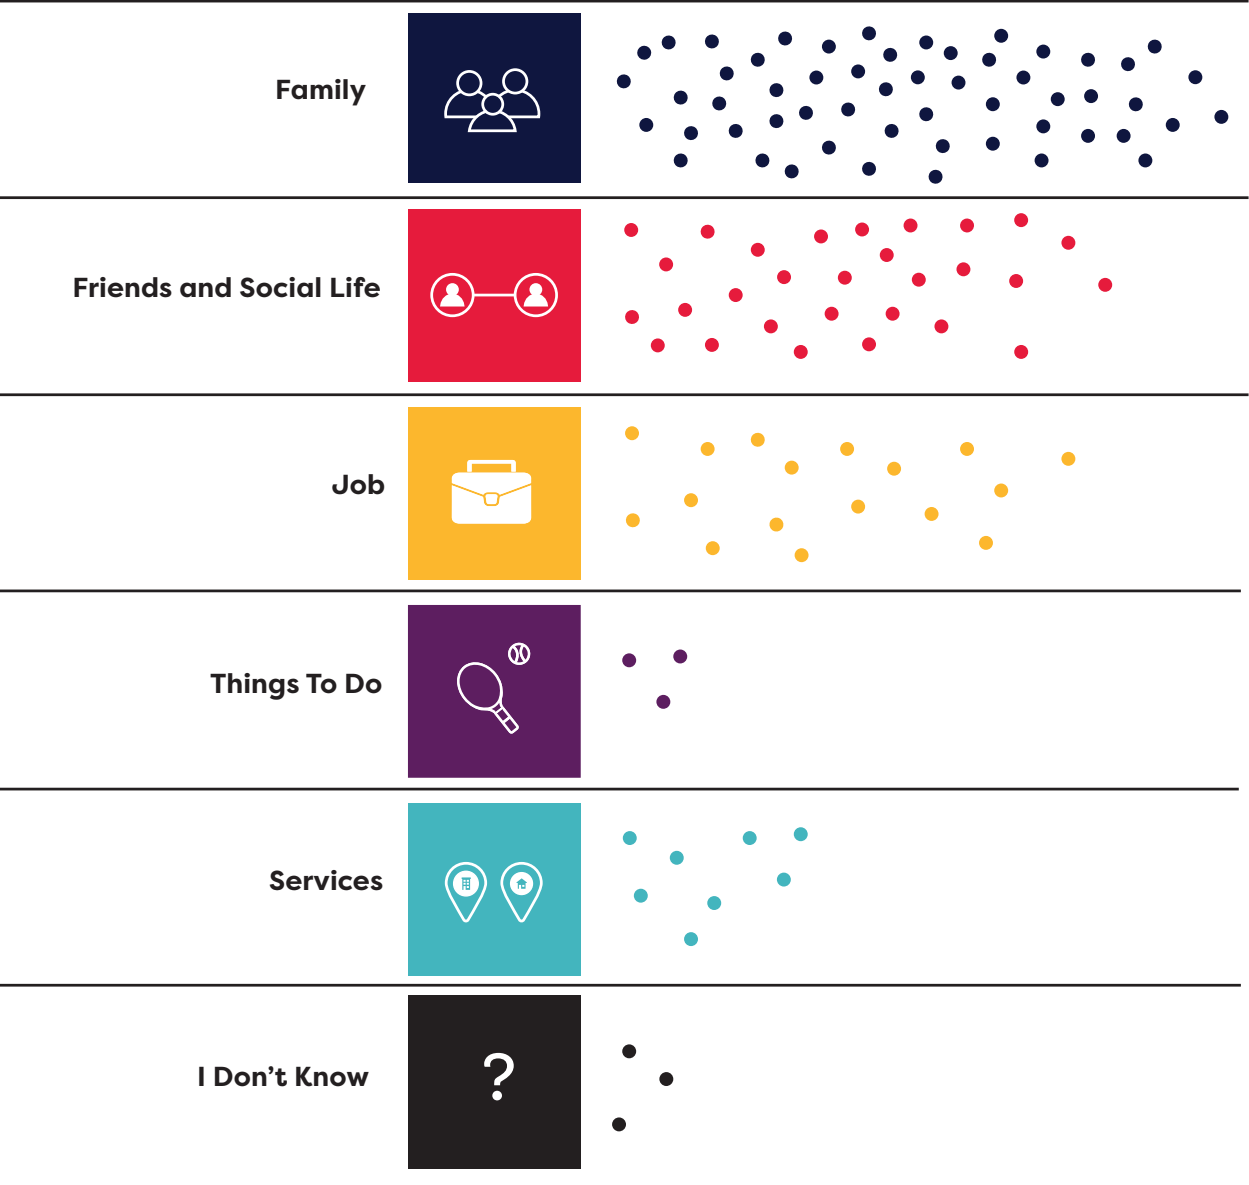 Family
Friends and Social Life
Job
Things To Do
Services
I Don’t Know
?